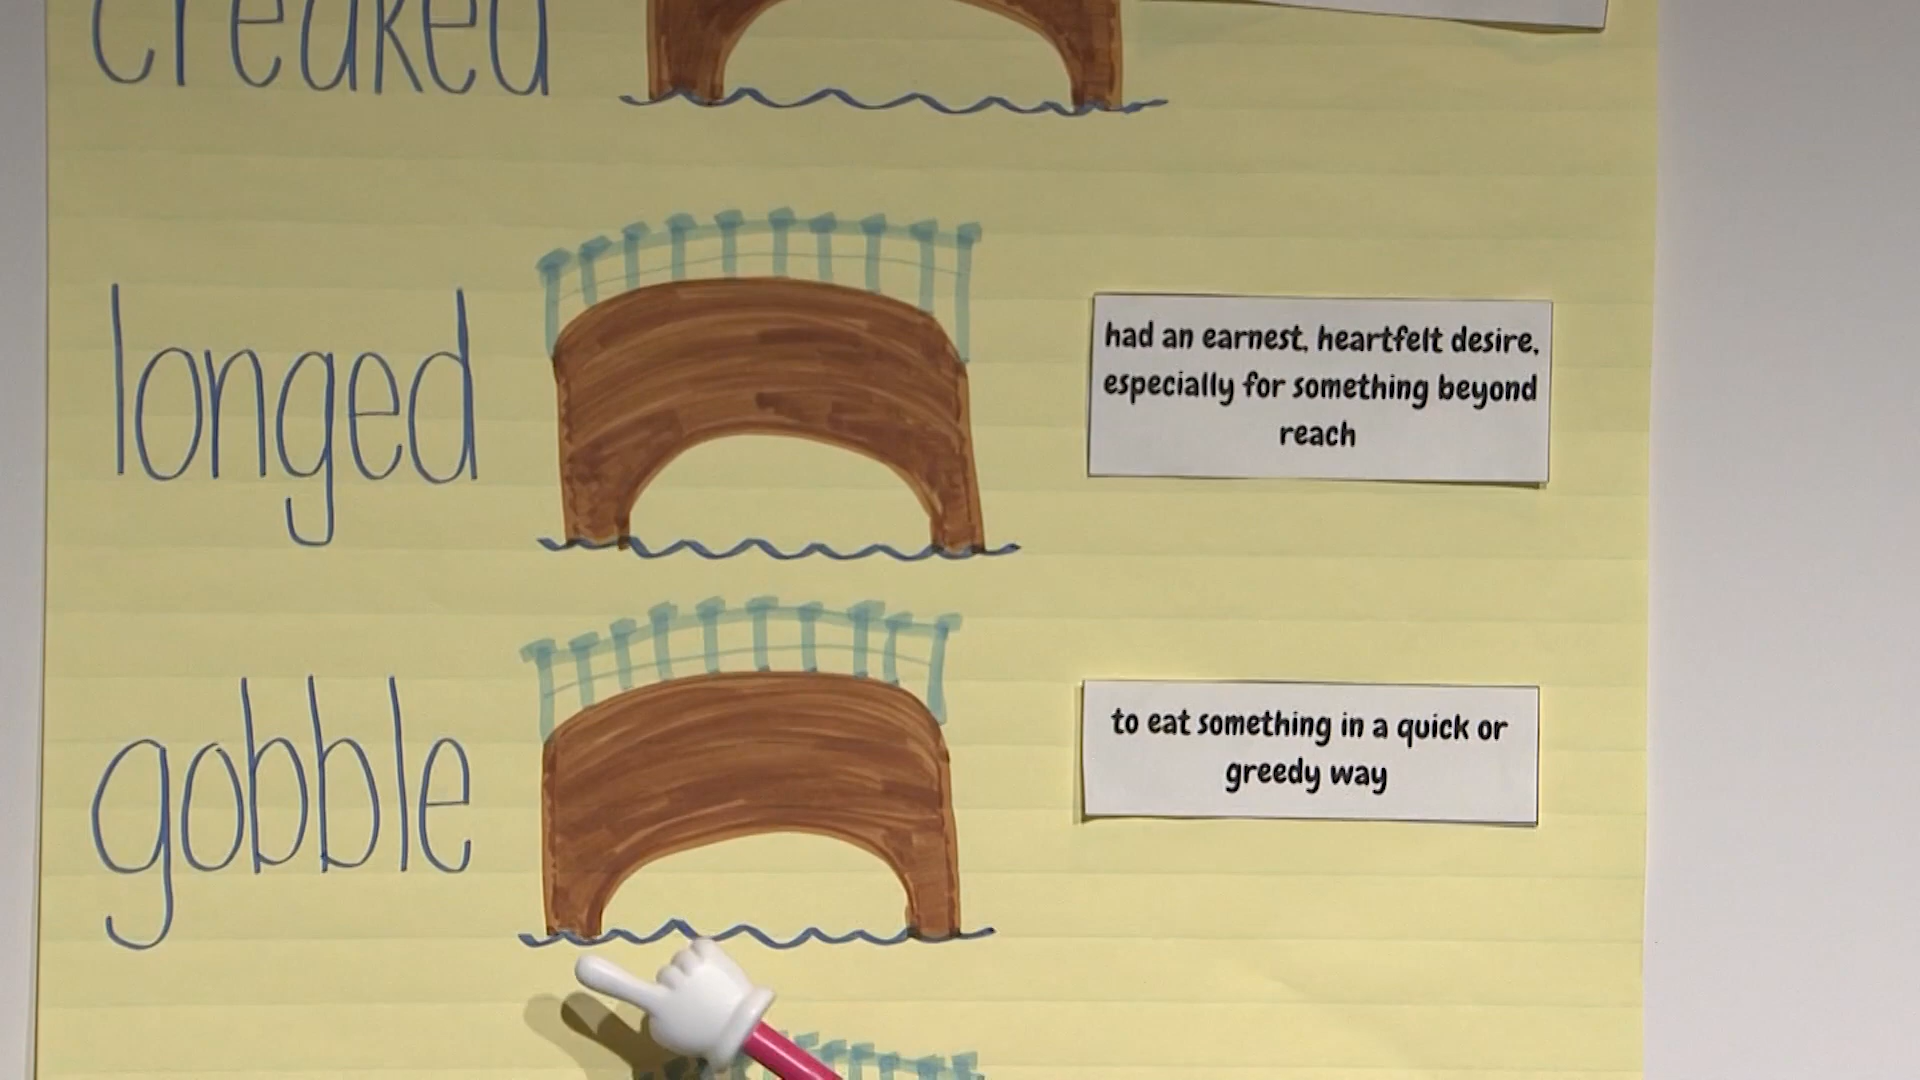 creaked
longed
had an earnest, heartfelt desire,
especially for something beyond
reach
gobble
to eat something in a quick or
greedy way